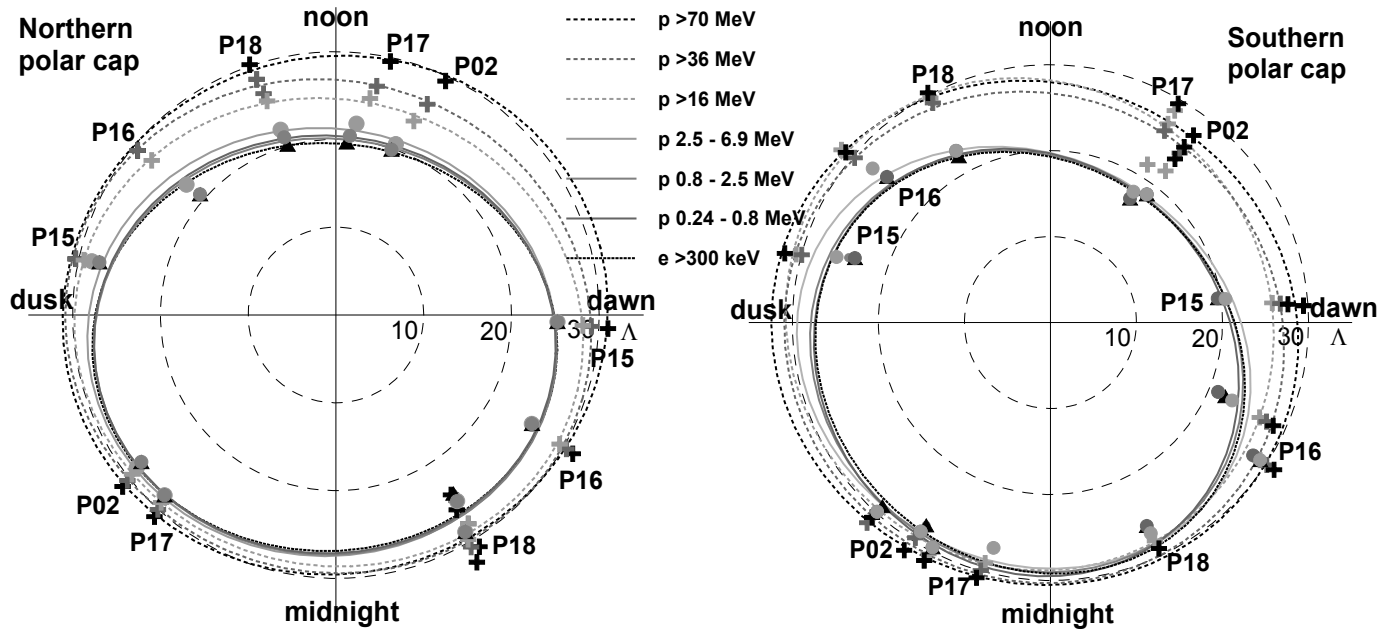 Northern
polar cap
noon
P18
P17
P02
P16
P15
dusk
dawn
10
20
30
Λ
P15
P16
P02
P17
P18
midnight
p >70 MeV
p >36 MeV
p >16 MeV
p 2.5 - 6.9 MeV
p 0.8 - 2.5 MeV
p 0.24 - 0.8 MeV
e >300 keV
noon
Southern
polar cap
P18
P17
P02
P16
P15
P15
dusk
dawn
10
20
30
Λ
P16
P02
P17
P18
midnight